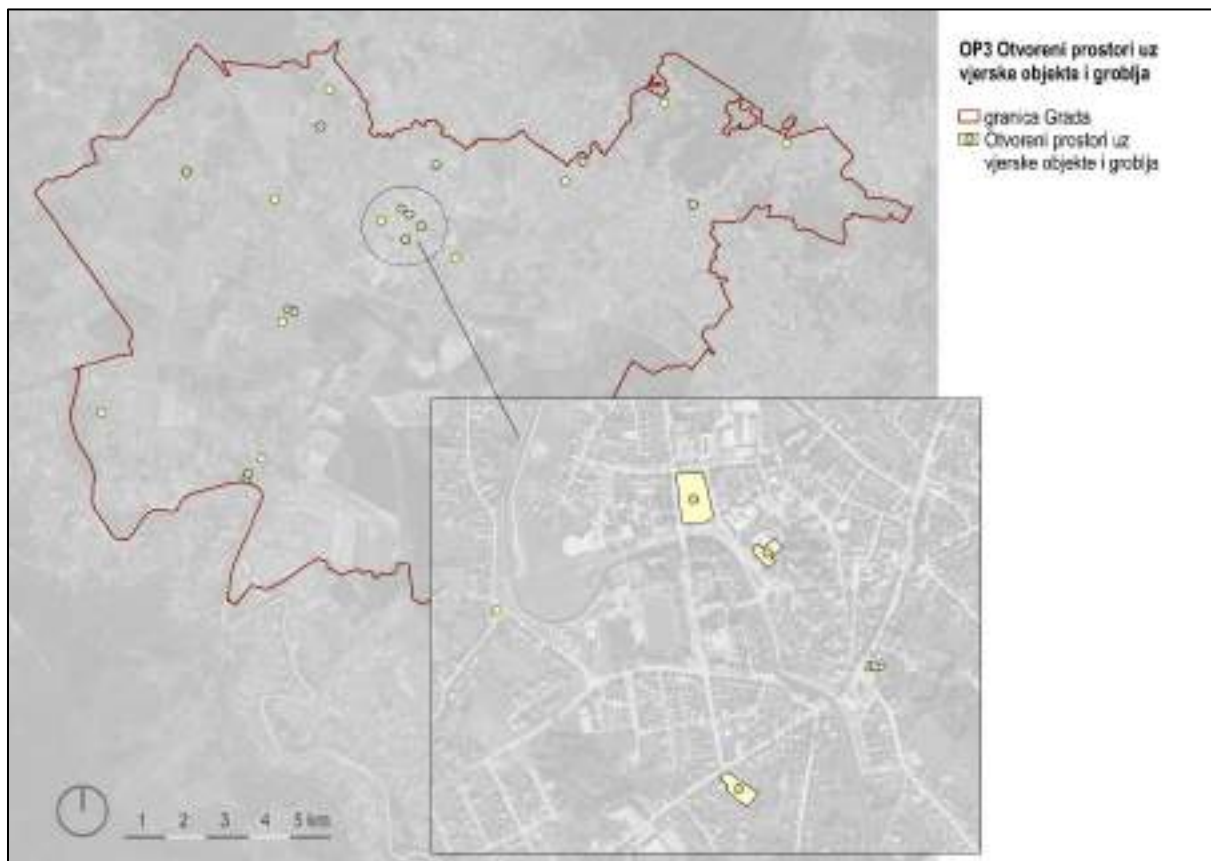 OP3 Otvoreni prostori uz
vjerske objekte i groblja
granica Grada
Otvoreni prostori uz
vjerske objekte i groblja
1 2 3 4 5 km